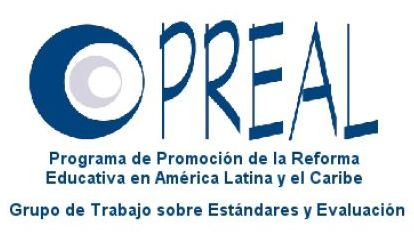 PREAL
Programa de Promoción de la Reforma
Educativa en América Latina y el Caribe
Grupo de Trabajo sobre Estándares y Evaluación